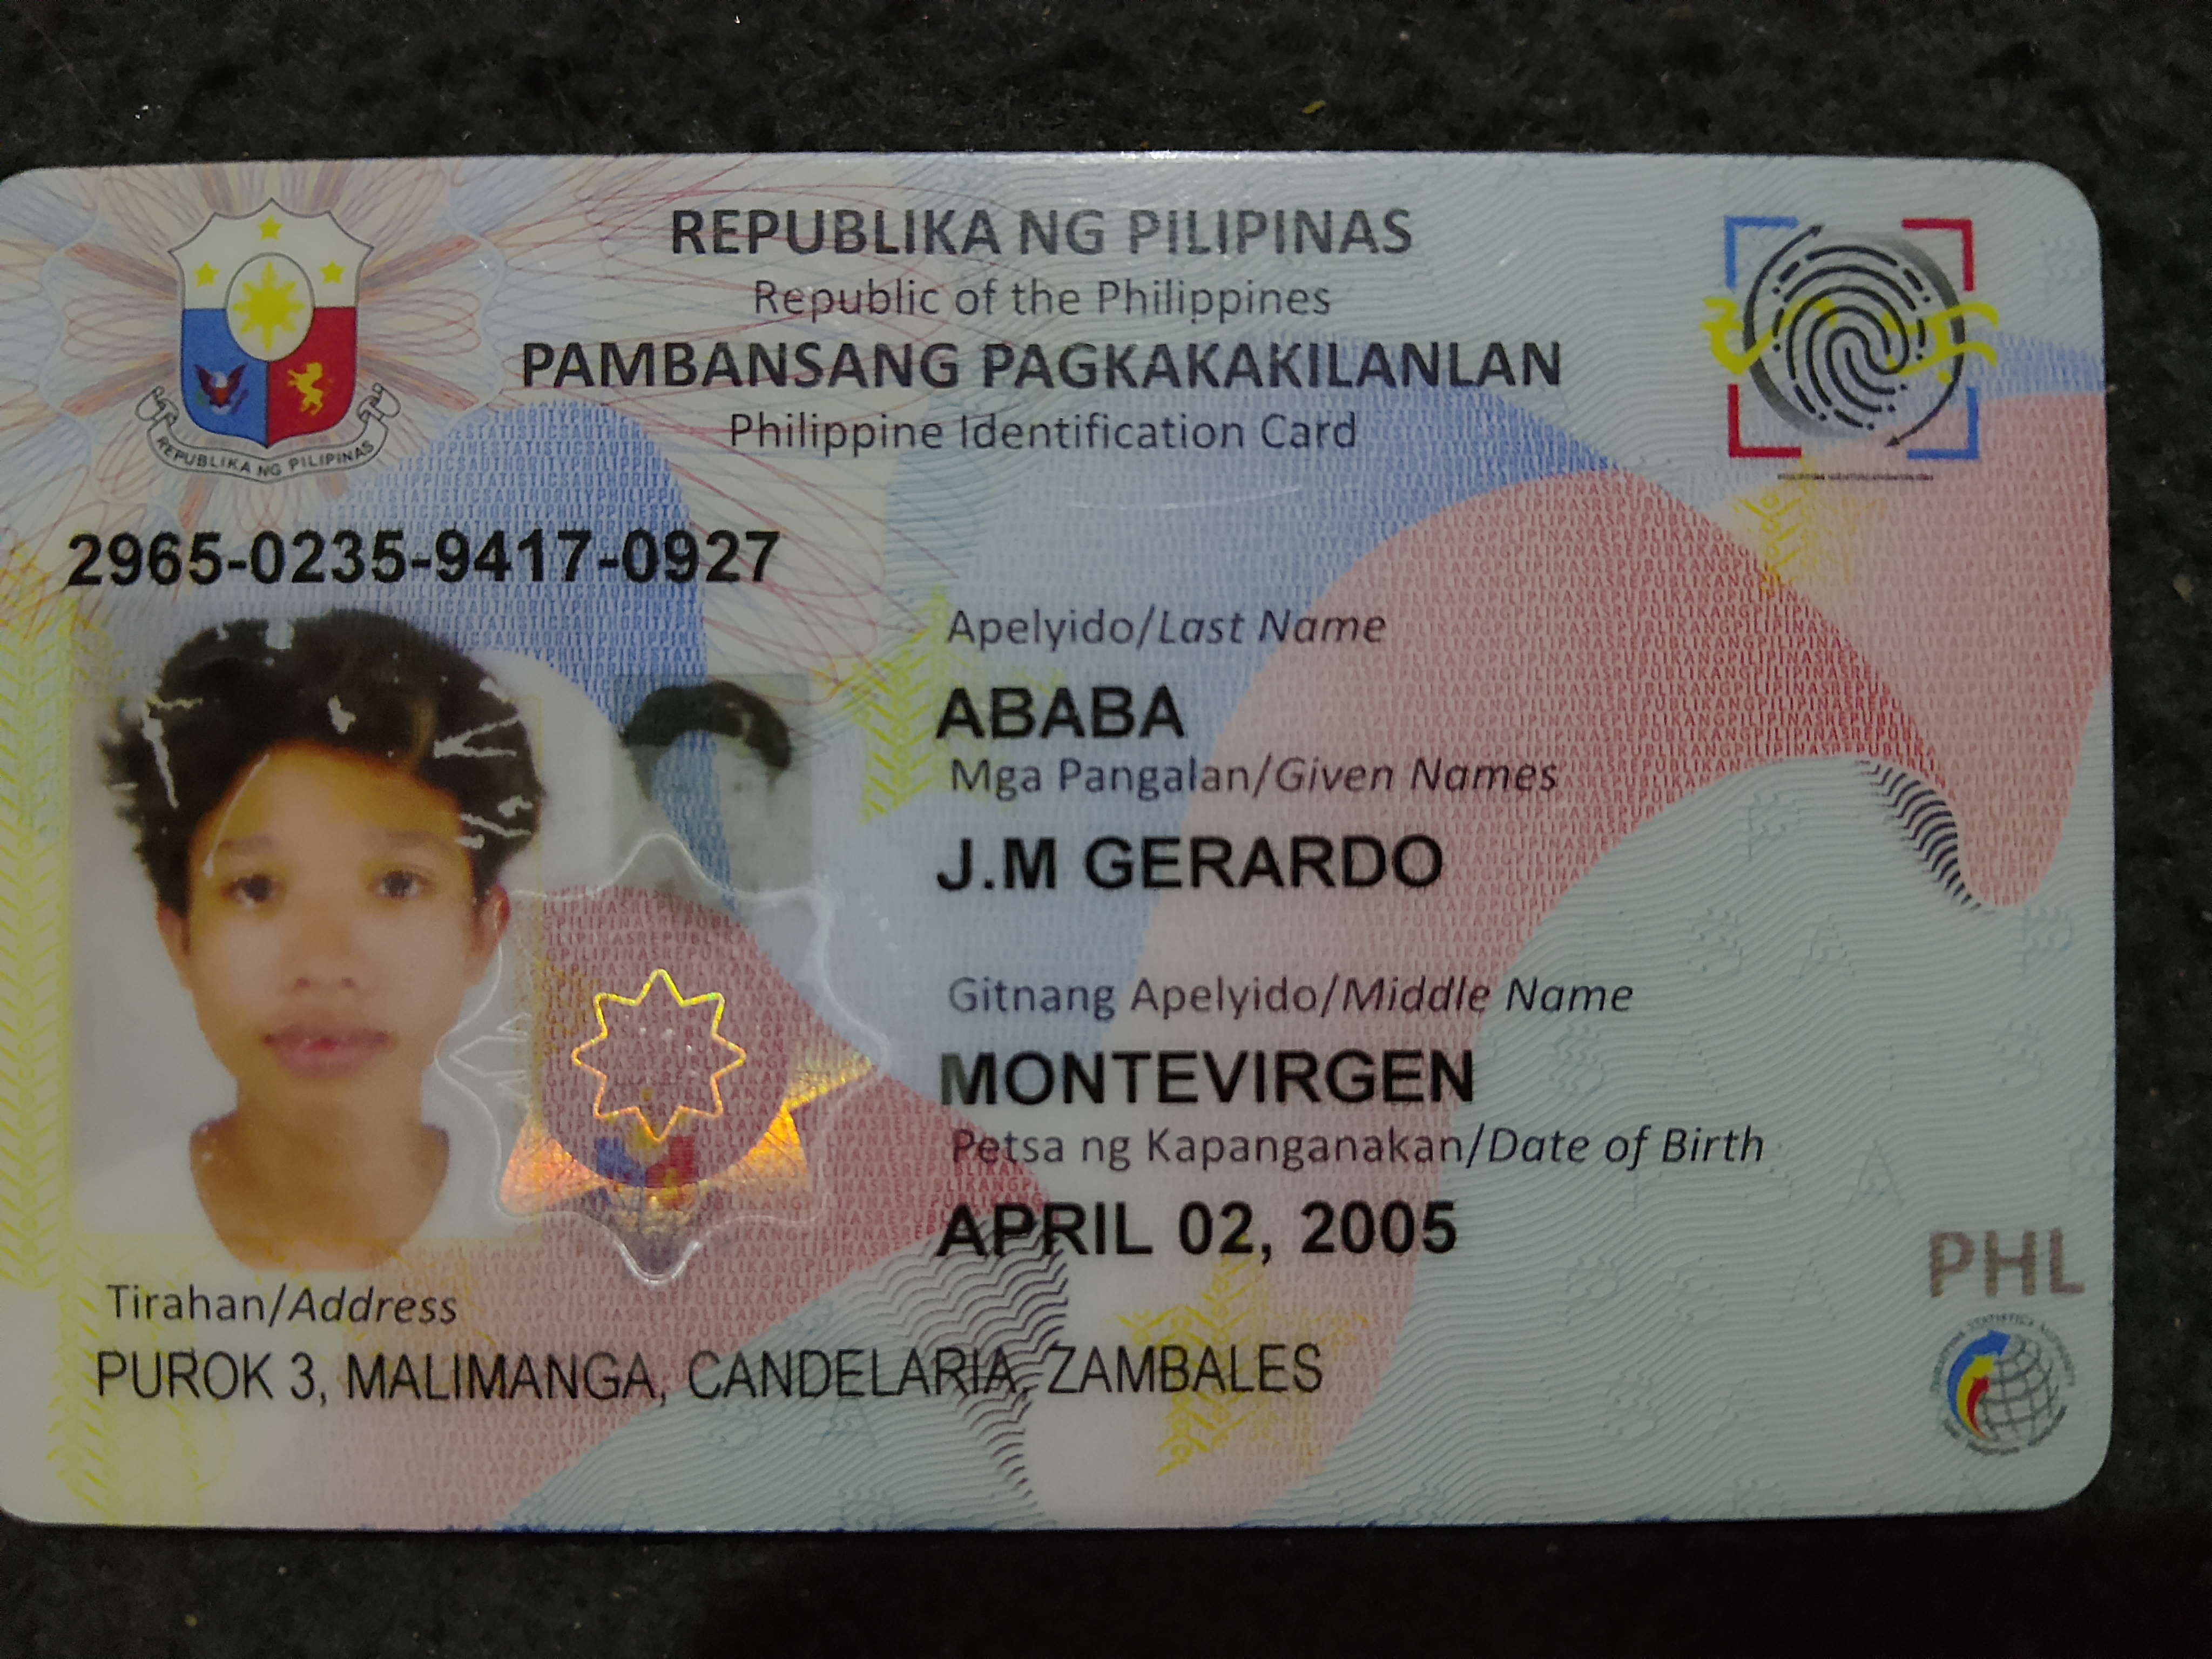 REPUBLIKA NG PILIPINAS
Republic of the Philippines
PAMBANSANG PAGKAKAKILANLAN
Philippine Identification Card
REPUBLIKA NG PILIPINAS
2965-0235-9417-0927
Apelyido/Last Name
ABABA
Mga Pangalan/Given Names
J.M GERARDO
Gitnang Apelyido/Middle Name
MONTEVIRGEN
Petsa ng Kapanganakan/Date of Birth
APRIL 02, 2005
PHL
Tirahan/Address
PUROK 3, MALIMANGA, CANDELARIA, ZAMBALES